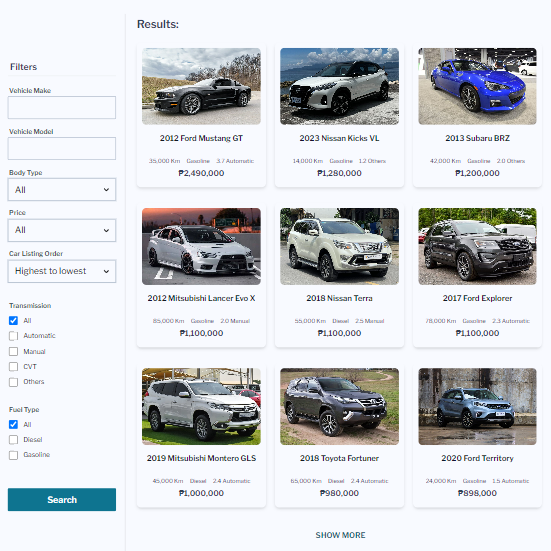 Results:
Filters
Vehicle Make
Vehicle Model
Body Type
All
Price
All
Car Listing Order
Highest to lowest
Transmission
All
Automatic
Manual
CVT
Others
Fuel Type
All
Diesel
Gasoline
Search
2012 Ford Mustang GT
35,000 Km Gasoline 3.7 Automatic
₱2,490,000
2023 Nissan Kicks VL
14,000 Km Gasoline 1.2 Others
₱1,280,000
2013 Subaru BRZ
42,000 Km Gasoline 2.0 Others
₱1,200,000
2012 Mitsubishi Lancer Evo X
85,000 Km Gasoline 2.0 Manual
₱1,100,000
2018 Nissan Terra
55,000 Km Diesel 2.5 Manual
₱1,100,000
2017 Ford Explorer
78,000 Km Gasoline 2.3 Automatic
₱1,100,000
2019 Mitsubishi Montero GLS
45,000 Km Diesel 2.4 Automatic
₱1,000,000
2018 Toyota Fortuner
65,000 Km Diesel 2.4 Automatic
₱980,000
2020 Ford Territory
24,000 Km Gasoline 1.5 Automatic
₱898,000
SHOW MORE